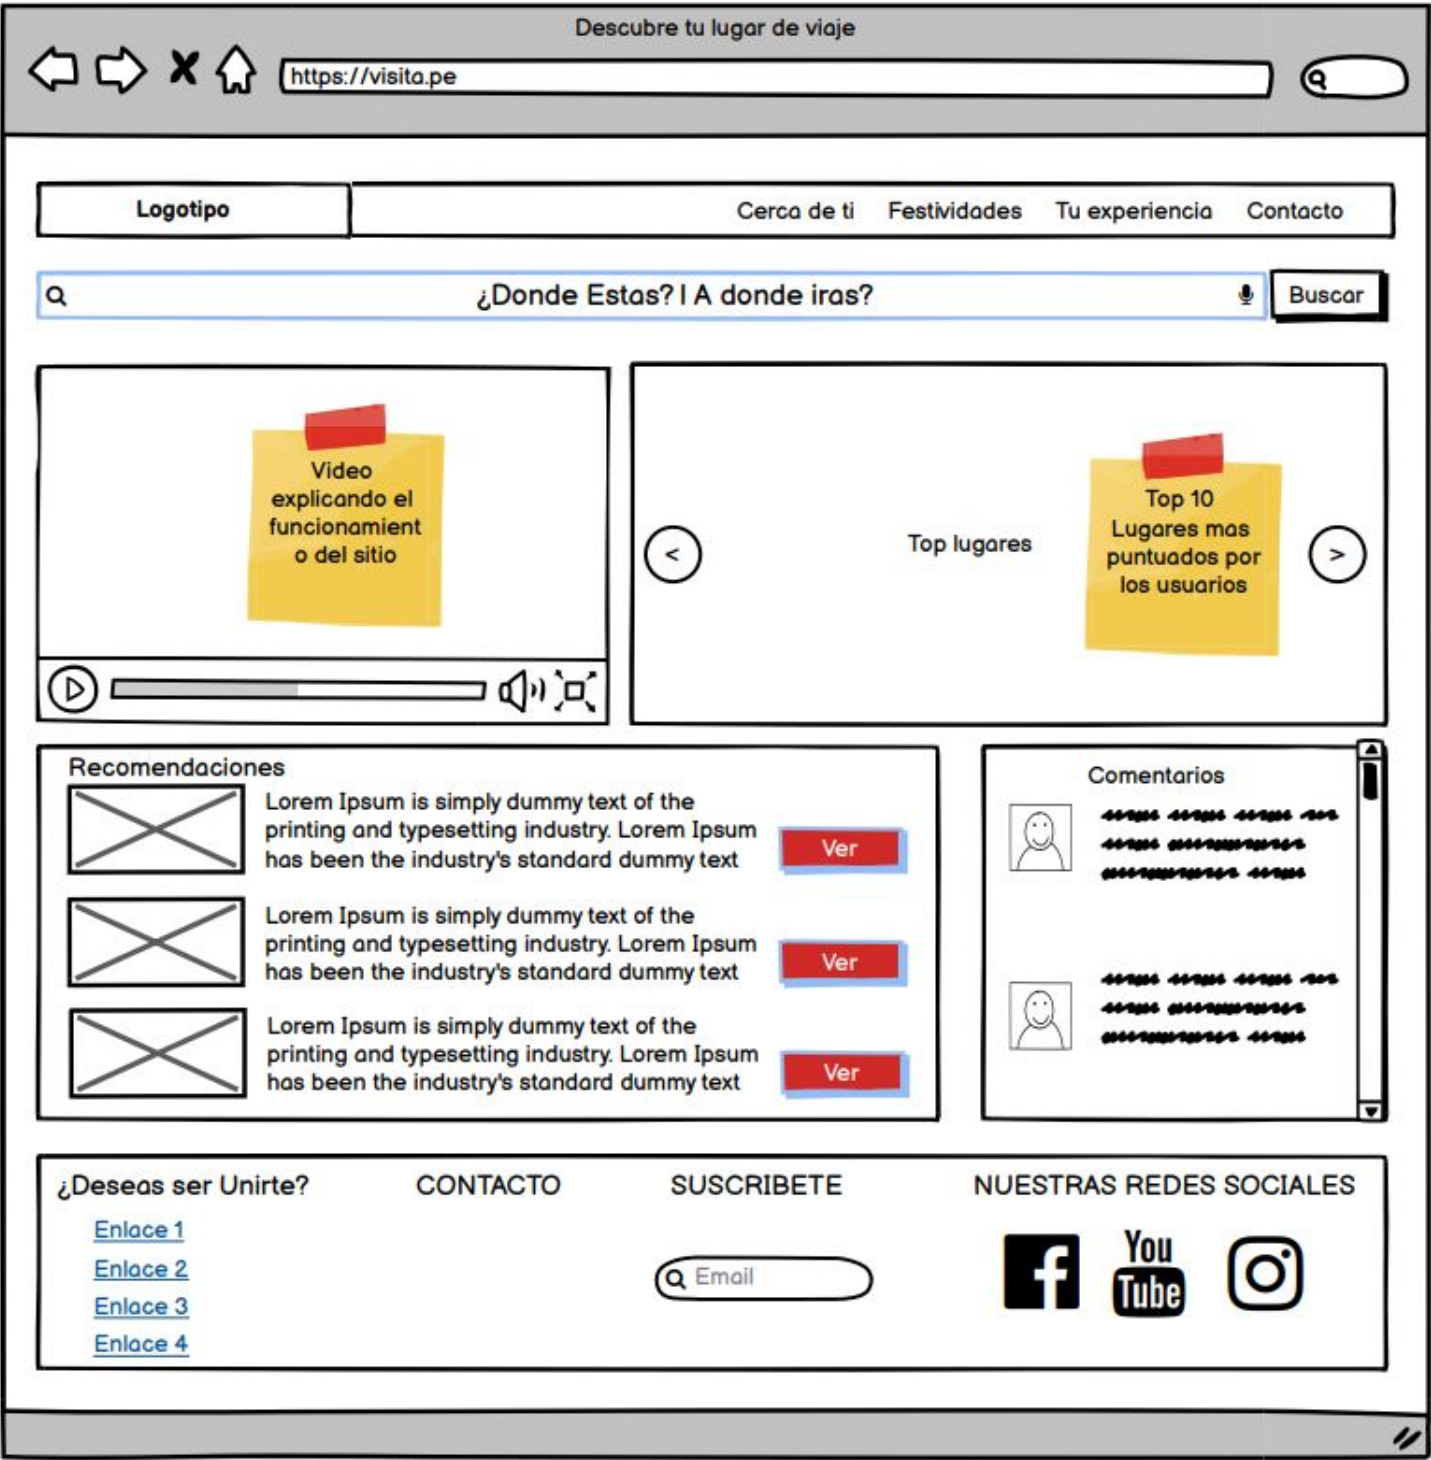 Descubre tu lugar de viaje
https://visita.pe
Logotipo
Cerca de ti Festividades Tu experiencia Contacto
¿Donde Estas? | A donde iras?
Buscar
Video
explicando el
funcionamient
o del sitio
<
Top lugares
Top 10
Lugares mas
puntuados por
los usuarios
>
Recomendaciones
Lorem Ipsum is simply dummy text of the
printing and typesetting industry. Lorem Ipsum
has been the industry's standard dummy text
Ver
Lorem Ipsum is simply dummy text of the
printing and typesetting industry. Lorem Ipsum
has been the industry's standard dummy text
Ver
Lorem Ipsum is simply dummy text of the
printing and typesetting industry. Lorem Ipsum
has been the industry's standard dummy text
Ver
Comentarios
¿Deseas ser Unirte?
Enlace 1
Enlace 2
Enlace 3
Enlace 4
CONTACTO
SUSCRIBETE
Email
NUESTRAS REDES SOCIALES
f
You
Tube